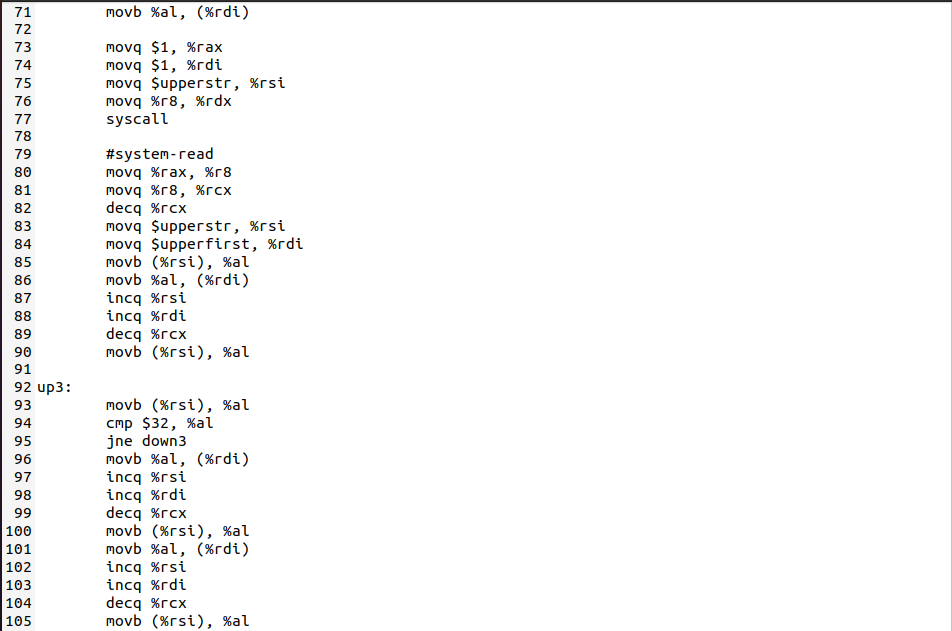 71 movb %al, (%rdi)
72
73 movq $1, %rax
74 movq $1, %rdi
75 movq $upperstr, %rsi
76 movq %r8, %rdx
77 syscall
78
79 #system-read
80 movq %rax, %r8
81 movq %r8, %rcx
82 decq %rcx
83 movq $upperstr, %rsi
84 movq $upperfirst, %rdi
85 movb (%rsi), %al
86 movb %al, (%rdi)
87 incq %rsi
88 incq %rdi
89 decq %rcx
90 movb (%rsi), %al
91
92 up3:
93 movb (%rsi), %al
94 cmp $32, %al
95 jne down3
96 movb %al, (%rdi)
97 incq %rsi
98 incq %rdi
99 decq %rcx
100 movb (%rsi), %al
101 movb %al, (%rdi)
102 incq %rsi
103 incq %rdi
104 decq %rcx
105 movb (%rsi), %al